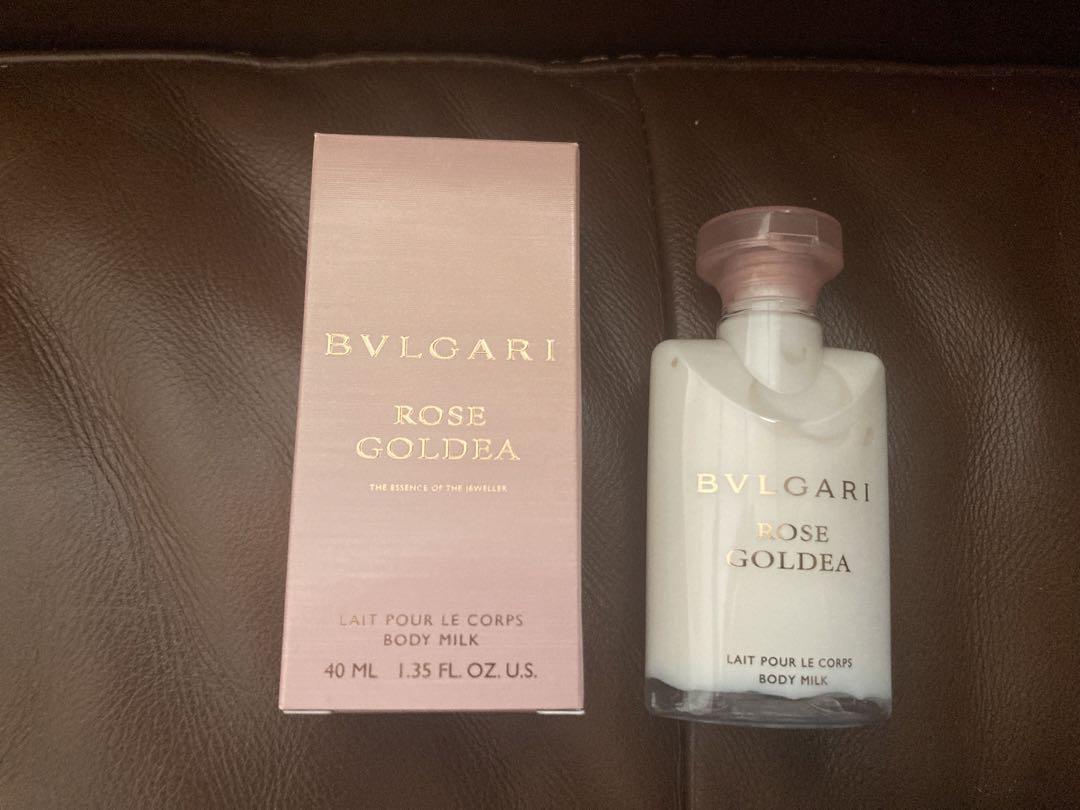 BVLGARI
ROSE
GOLDEA
THE ESSENCE OF THE JEWELLER
LAIT POUR LE CORPS
BODY MILK
40 ML 1.35 FL. OZ. U.S.
BVLGARI
ROSE
GOLDEA
LAIT POUR LE CORPS
BODY MILK